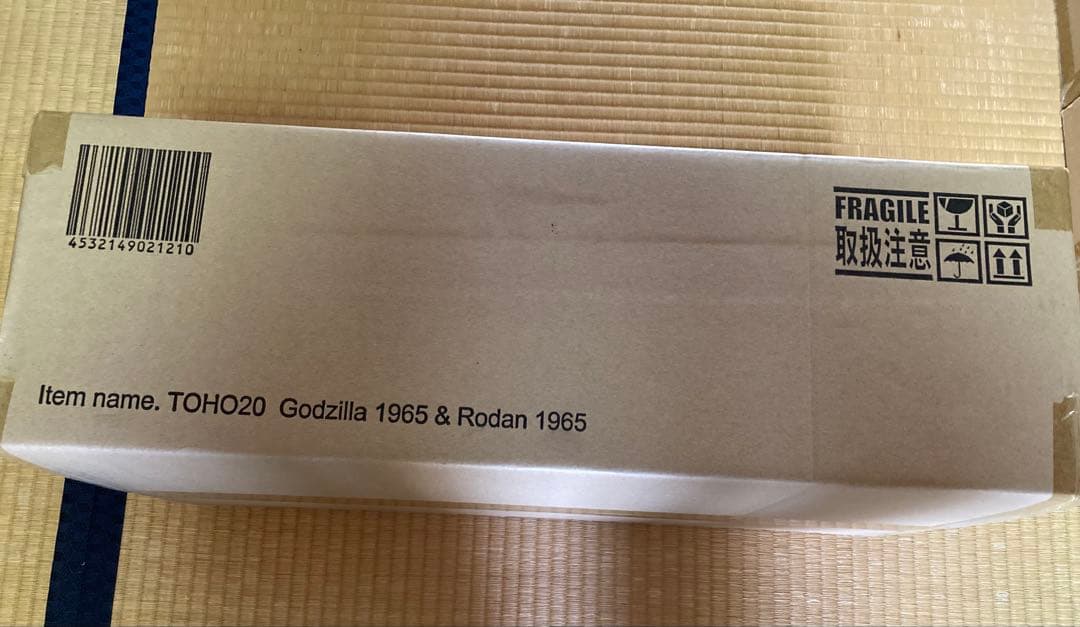 4532149021210
FRAGILE
取扱注意
Item name. TOHO20 Godzilla 1965 & Rodan 1965